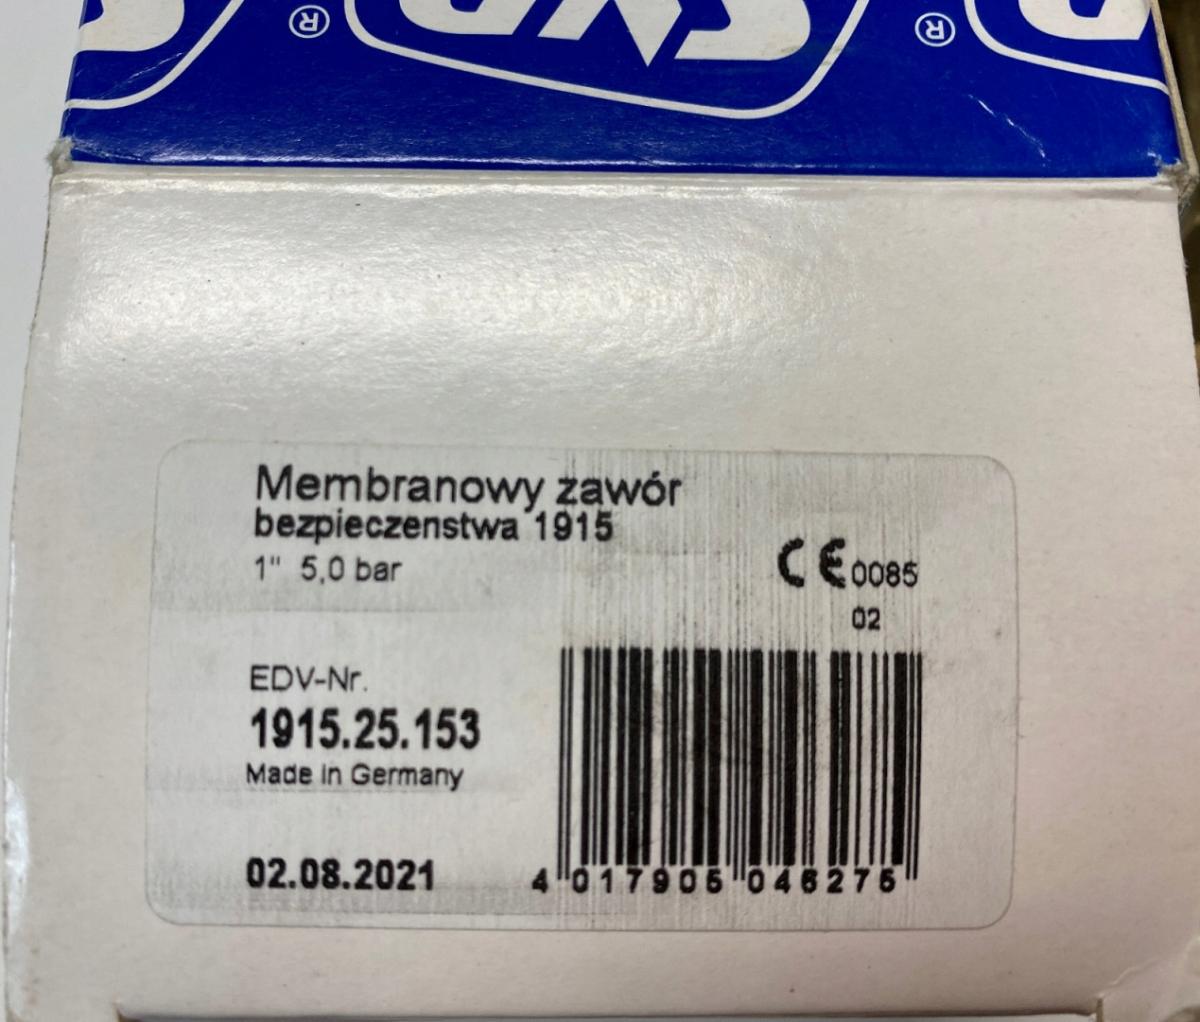 ®
®
Membranowy zawór
bezpieczenstwa 1915
1" 5,0 bar
CE 0085
02
EDV-Nr.
1915.25.153
Made in Germany
02.08.2021
4 017905 046275